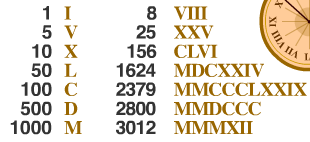 1 I 8 VIII
5 V 25 XXV
10 X 156 CLVI
50 L 1624 MDCXXIV
100 C 2379 MMCCCLXXIX
500 D 2800 MMDCCC
1000 M 3012 MMMXII